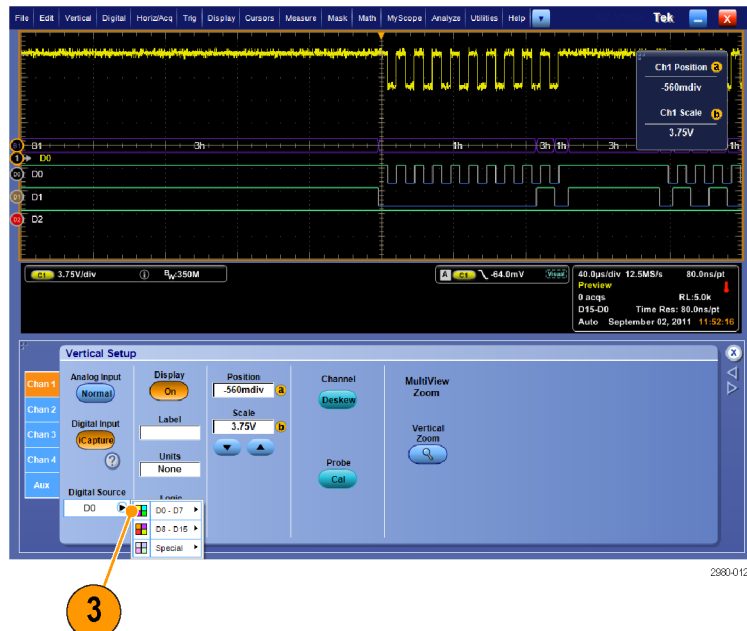 File Edit Vertical Digital Horiz/Acq Trig Display Cursors Measure Mask Math MyScope Analyze Utilities Help Tek X
Ch1 Position a
-560mdiv
Ch1 Scale b
3.75V
B1 3h 1h 3h 1h 3h 1h
1 D0
D0 D0
D1 D1
D2 D2
C1 3.75V/div BW:350M
A C1 -64.0mV Visual
40.0µs/div 12.5MS/s 80.0ns/pt
Preview
0 acqs RL:5.0k
D15-D0 Time Res: 80.0ns/pt
Auto September 02, 2011 11:52:16
Vertical Setup X
Chan 1
Chan 2
Chan 3
Chan 4
Aux
Analog Input
Normal
Digital Input
iCapture
?
Digital Source
D0
Display
On
Label
Units
None
Logic
D0 - D7
D8 - D15
Special
Position
-560mdiv a
Scale
3.75V b
Channel
Deskew
Probe
Cal
MultiView
Zoom
Vertical
Zoom
2980-012
3